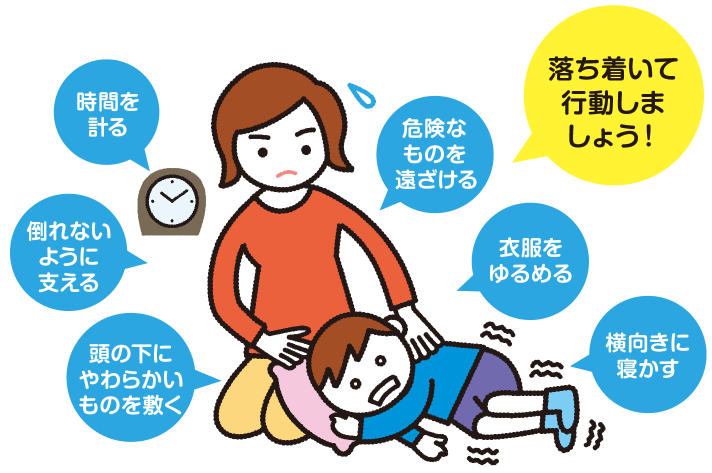 落ち着いて
行動しま
しょう！
時間を
計る
危険な
ものを
遠ざける
倒れない
ように
支える
衣服を
ゆるめる
頭の下に
やわらかい
ものを敷く
横向きに
寝かす